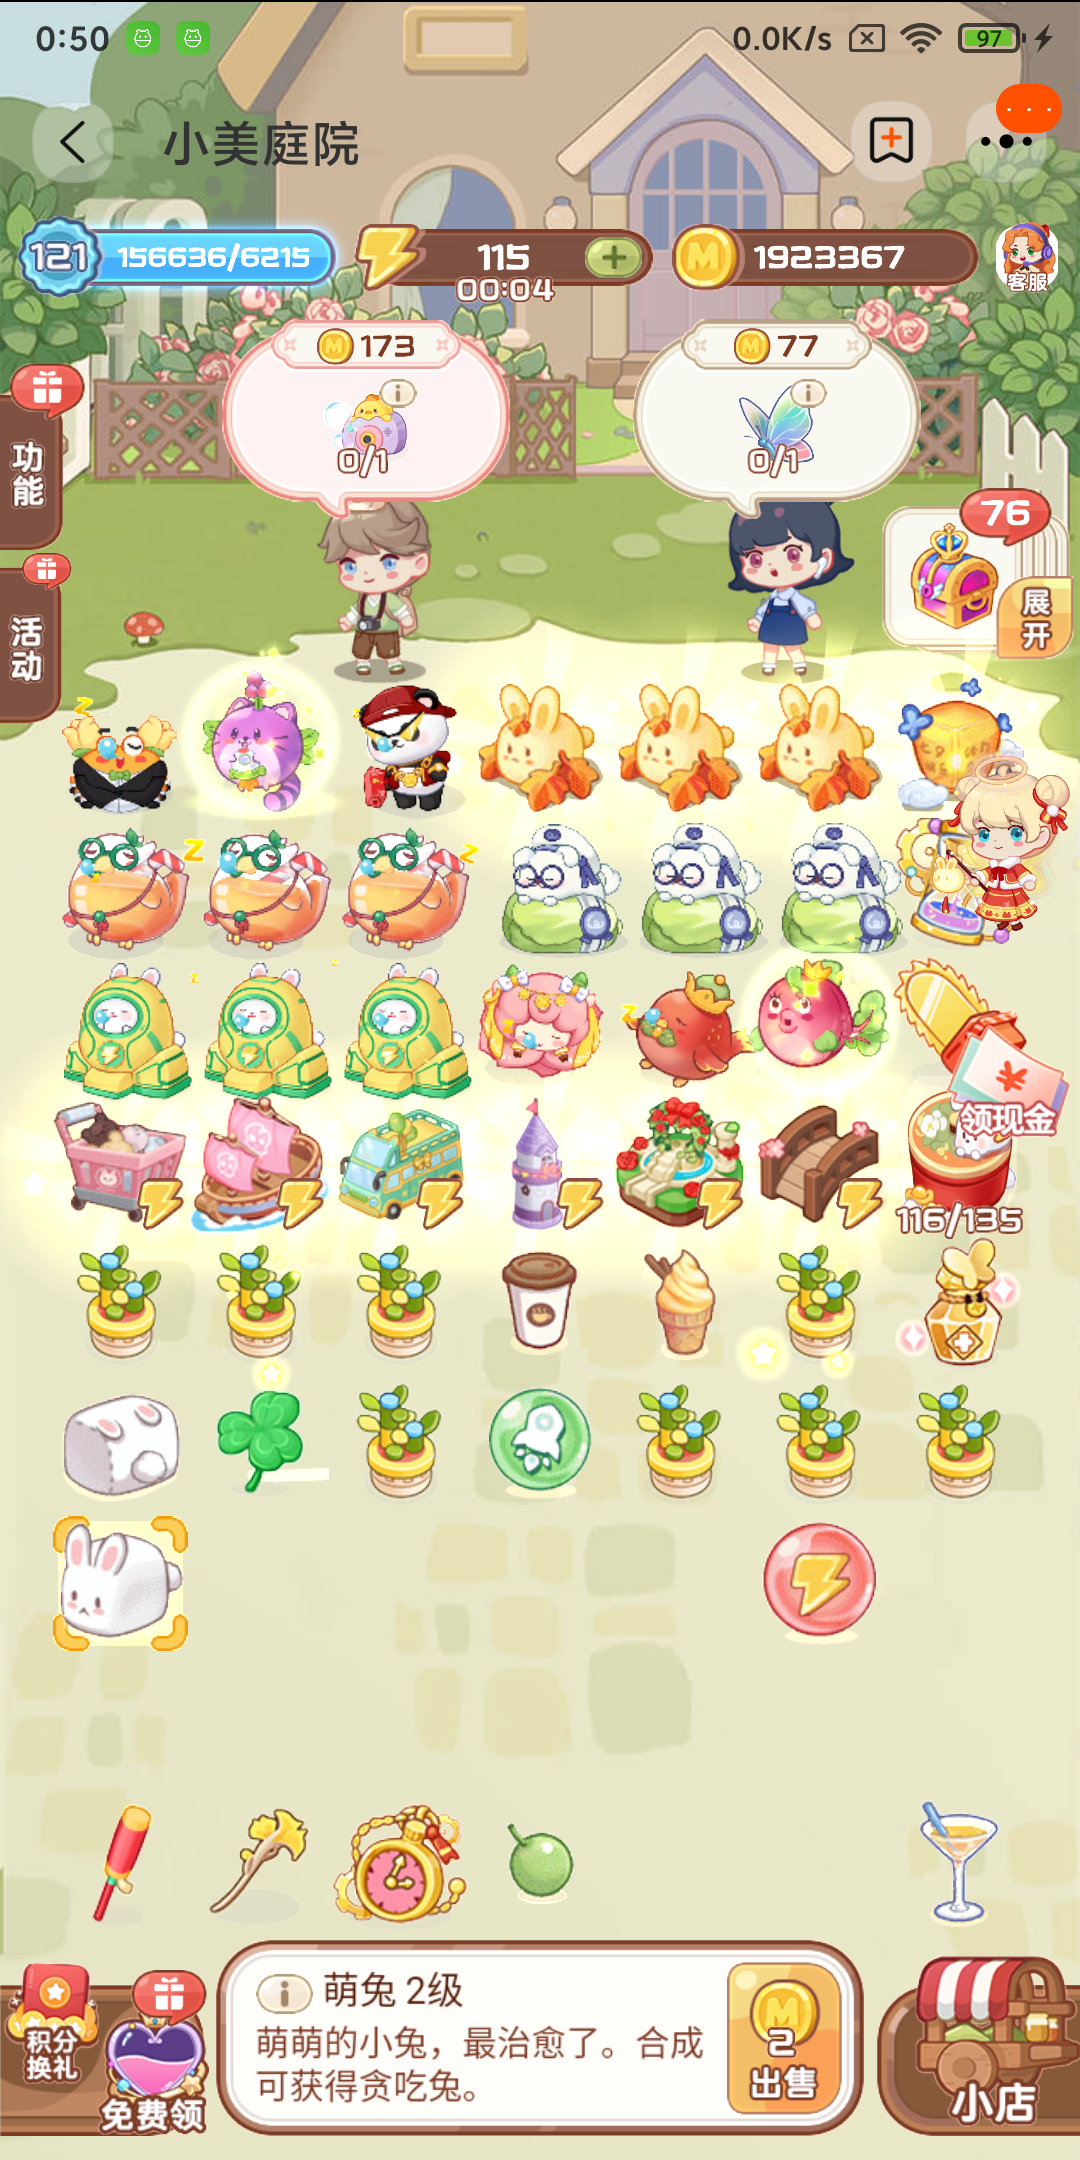 0:50
0.0K/s
97
小美庭院
121
156636/6215
115
00:04
1923367
客服
173
77
0/1
0/1
功能
76
展开
活动
领现金
116/135
萌兔 2级
萌萌的小兔，最治愈了。合成
可获得贪吃兔。
2
出售
积分
换礼
免费领
小店